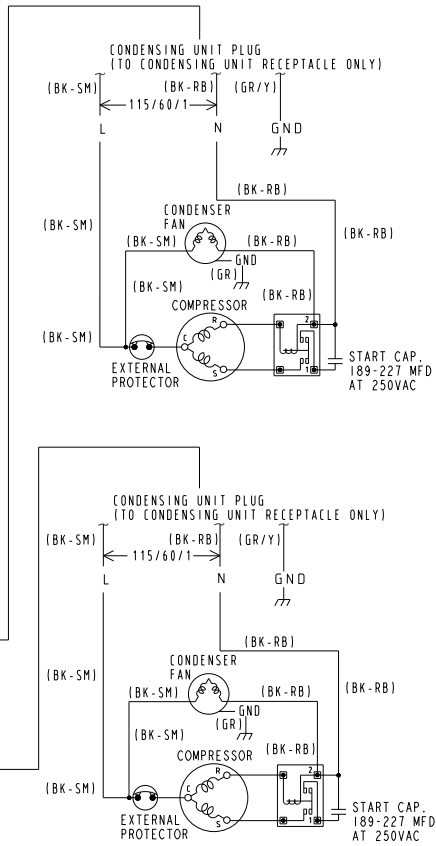 CONDENSING UNIT PLUG
(TO CONDENSING UNIT RECEPTACLE ONLY)
(BK-SM) (BK-RB) (GR/Y)
115/60/1
L N GND
(BK-RB)
(BK-SM) CONDENSER
FAN (BK-RB)
(BK-SM) (BK-RB)
GND
(GR)
(BK-SM) (BK-RB)
COMPRESSOR
R 2
(BK-SM) C
EXTERNAL
PROTECTOR
S 1
START CAP.
189-227 MFD
AT 250VAC
CONDENSING UNIT PLUG
(TO CONDENSING UNIT RECEPTACLE ONLY)
(BK-SM) (BK-RB) (GR/Y)
115/60/1
L N GND
(BK-RB)
(BK-SM) CONDENSER
FAN (BK-RB)
(BK-SM) (BK-RB)
GND
(GR)
(BK-SM) (BK-RB)
COMPRESSOR
R 2
(BK-SM) C
EXTERNAL
PROTECTOR
S 1
START CAP.
189-227 MFD
AT 250VAC